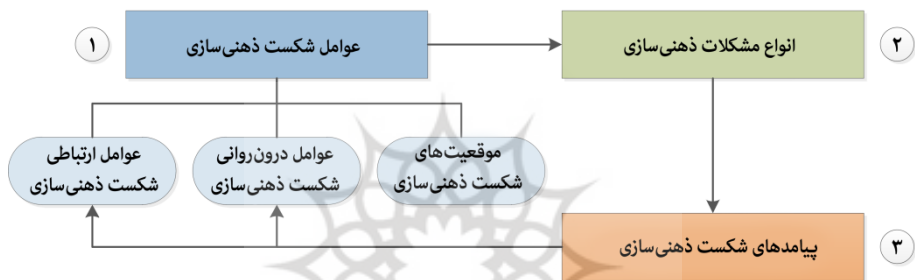 ۱
عوامل شکست ذهنی‌سازی
انواع مشکلات ذهنی‌سازی
۲
موقعیت‌های
شکست ذهنی‌سازی
عوامل درون‌روانی
شکست ذهنی‌سازی
عوامل ارتباطی
شکست ذهنی‌سازی
پیامدهای شکست ذهنی‌سازی
۳